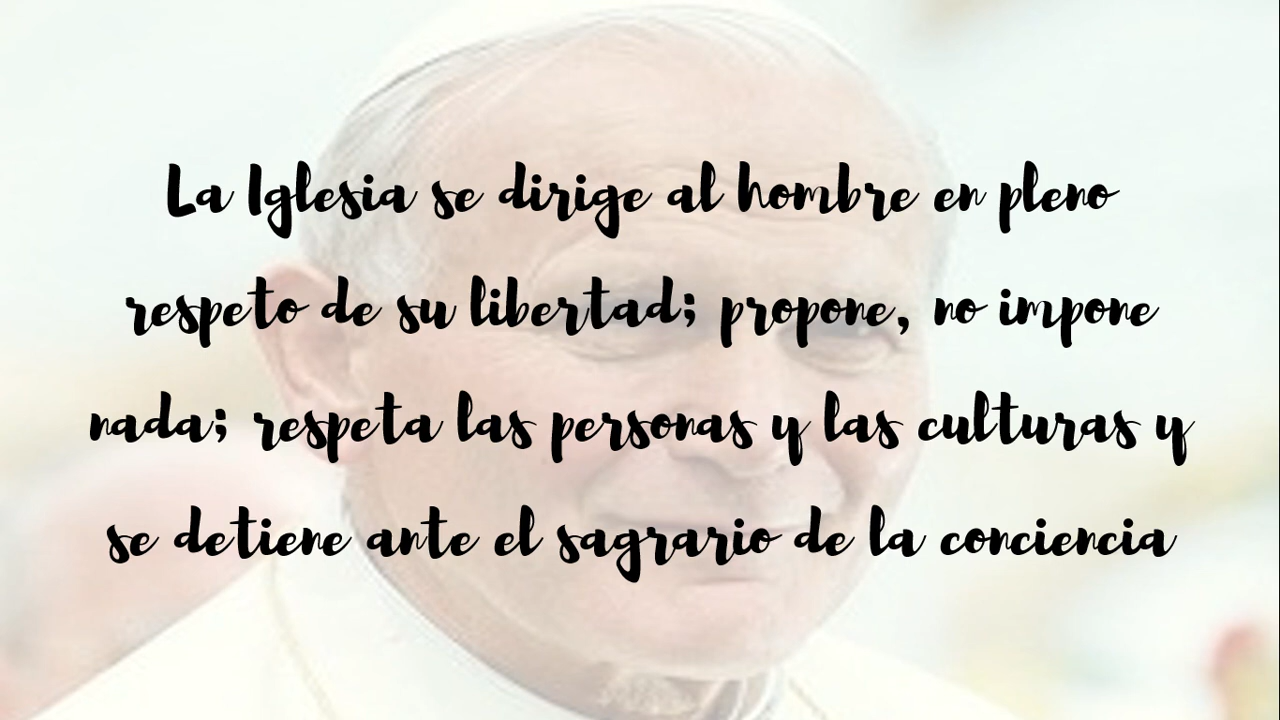 La Iglesia se dirige al hombre en pleno
respeto de su libertad; propone, no impone
nada; respeta las personas y las culturas y
se detiene ante el sagrario de la conciencia